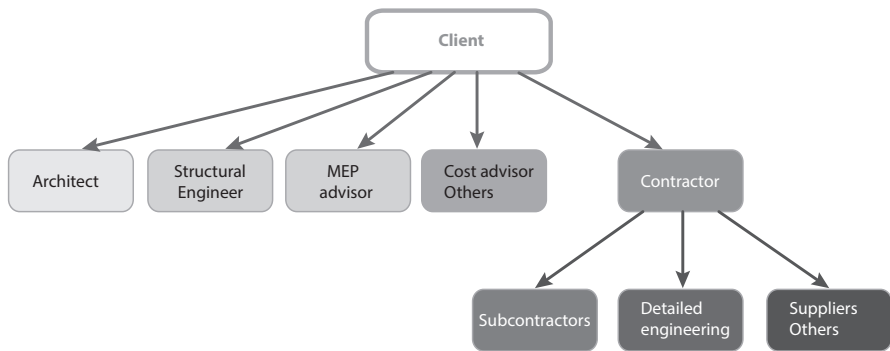 Client
Architect
Structural
Engineer
MEP
advisor
Cost advisor
Others
Contractor
Subcontractors
Detailed
engineering
Suppliers
Others